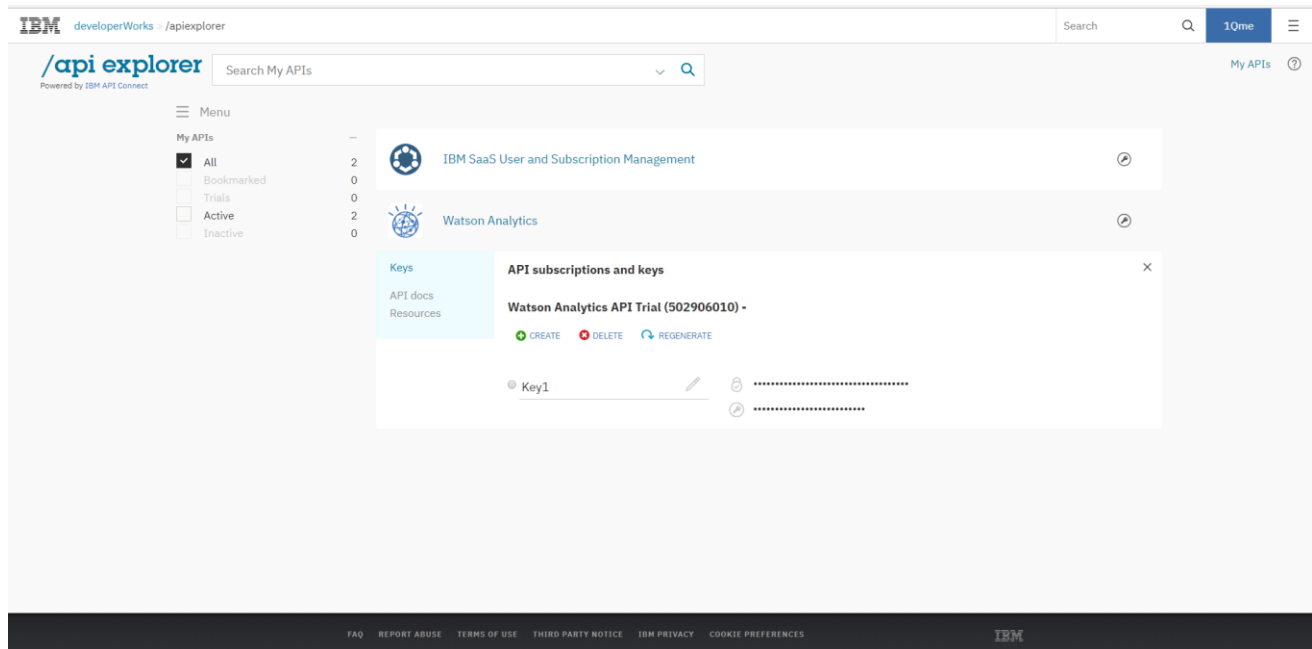 IBM developerWorks > /apiexplorer Search 1Qme
/api explorer Search My APIs My APIs ?
Powered by IBM API Connect
Menu
My APIs –
All 2
Bookmarked 0
Trials 0
Active 2
Inactive 0
IBM SaaS User and Subscription Management
Watson Analytics
Keys
API docs
Resources
API subscriptions and keys
Watson Analytics API Trial (502906010) -
CREATE DELETE REGENERATE
Key1
FAQ REPORT ABUSE TERMS OF USE THIRD PARTY NOTICE IBM PRIVACY COOKIE PREFERENCES IBM